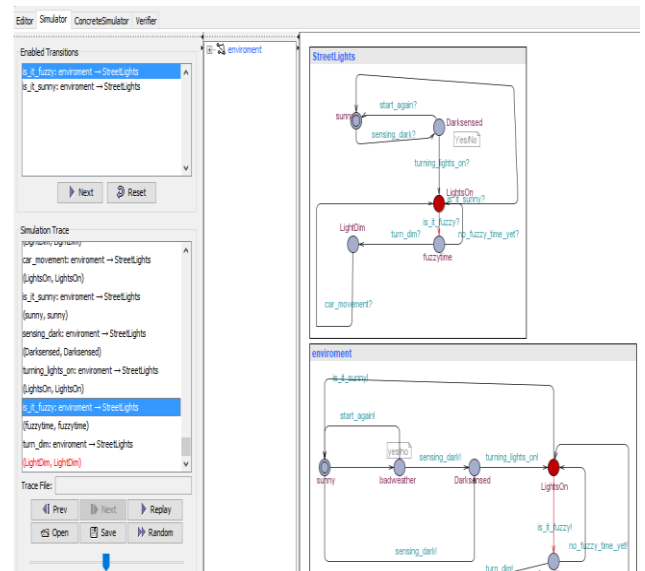 Editor Simulator ConcreteSimulator Verifier
Enabled Transitions
is_it_fuzzy: enviroment → StreetLights
is_it_sunny: enviroment → StreetLights
Next
Reset
Simulation Trace
(LightDim, LightDim)
car_movement: enviroment → StreetLights
(LightsOn, LightsOn)
is_it_sunny: enviroment → StreetLights
(sunny, sunny)
sensing_dark: enviroment → StreetLights
(Darksensed, Darksensed)
turning_lights_on: enviroment → StreetLights
(LightsOn, LightsOn)
is_it_fuzzy: enviroment → StreetLights
(fuzzytime, fuzzytime)
turn_dim: enviroment → StreetLights
(LightDim, LightDim)
Trace File:
Prev
Next
Replay
Open
Save
Random
enviroment
StreetLights
start_again?
sunny
Darksensed
sensing_dark?
Yes/No
turning_lights_on?
LightsOn
is_it_sunny?
is_it_fuzzy?
LightDim
turn_dim?
no_fuzzy_time_yet?
fuzzytime
car_movement?
enviroment
is_it_sunny!
start_again!
yes/no
sensing_dark!
turning_lights_on!
sunny
badweather
Darksensed
LightsOn
is_it_fuzzy!
no_fuzzy_time_yet!
sensing_dark!
turn_dim!